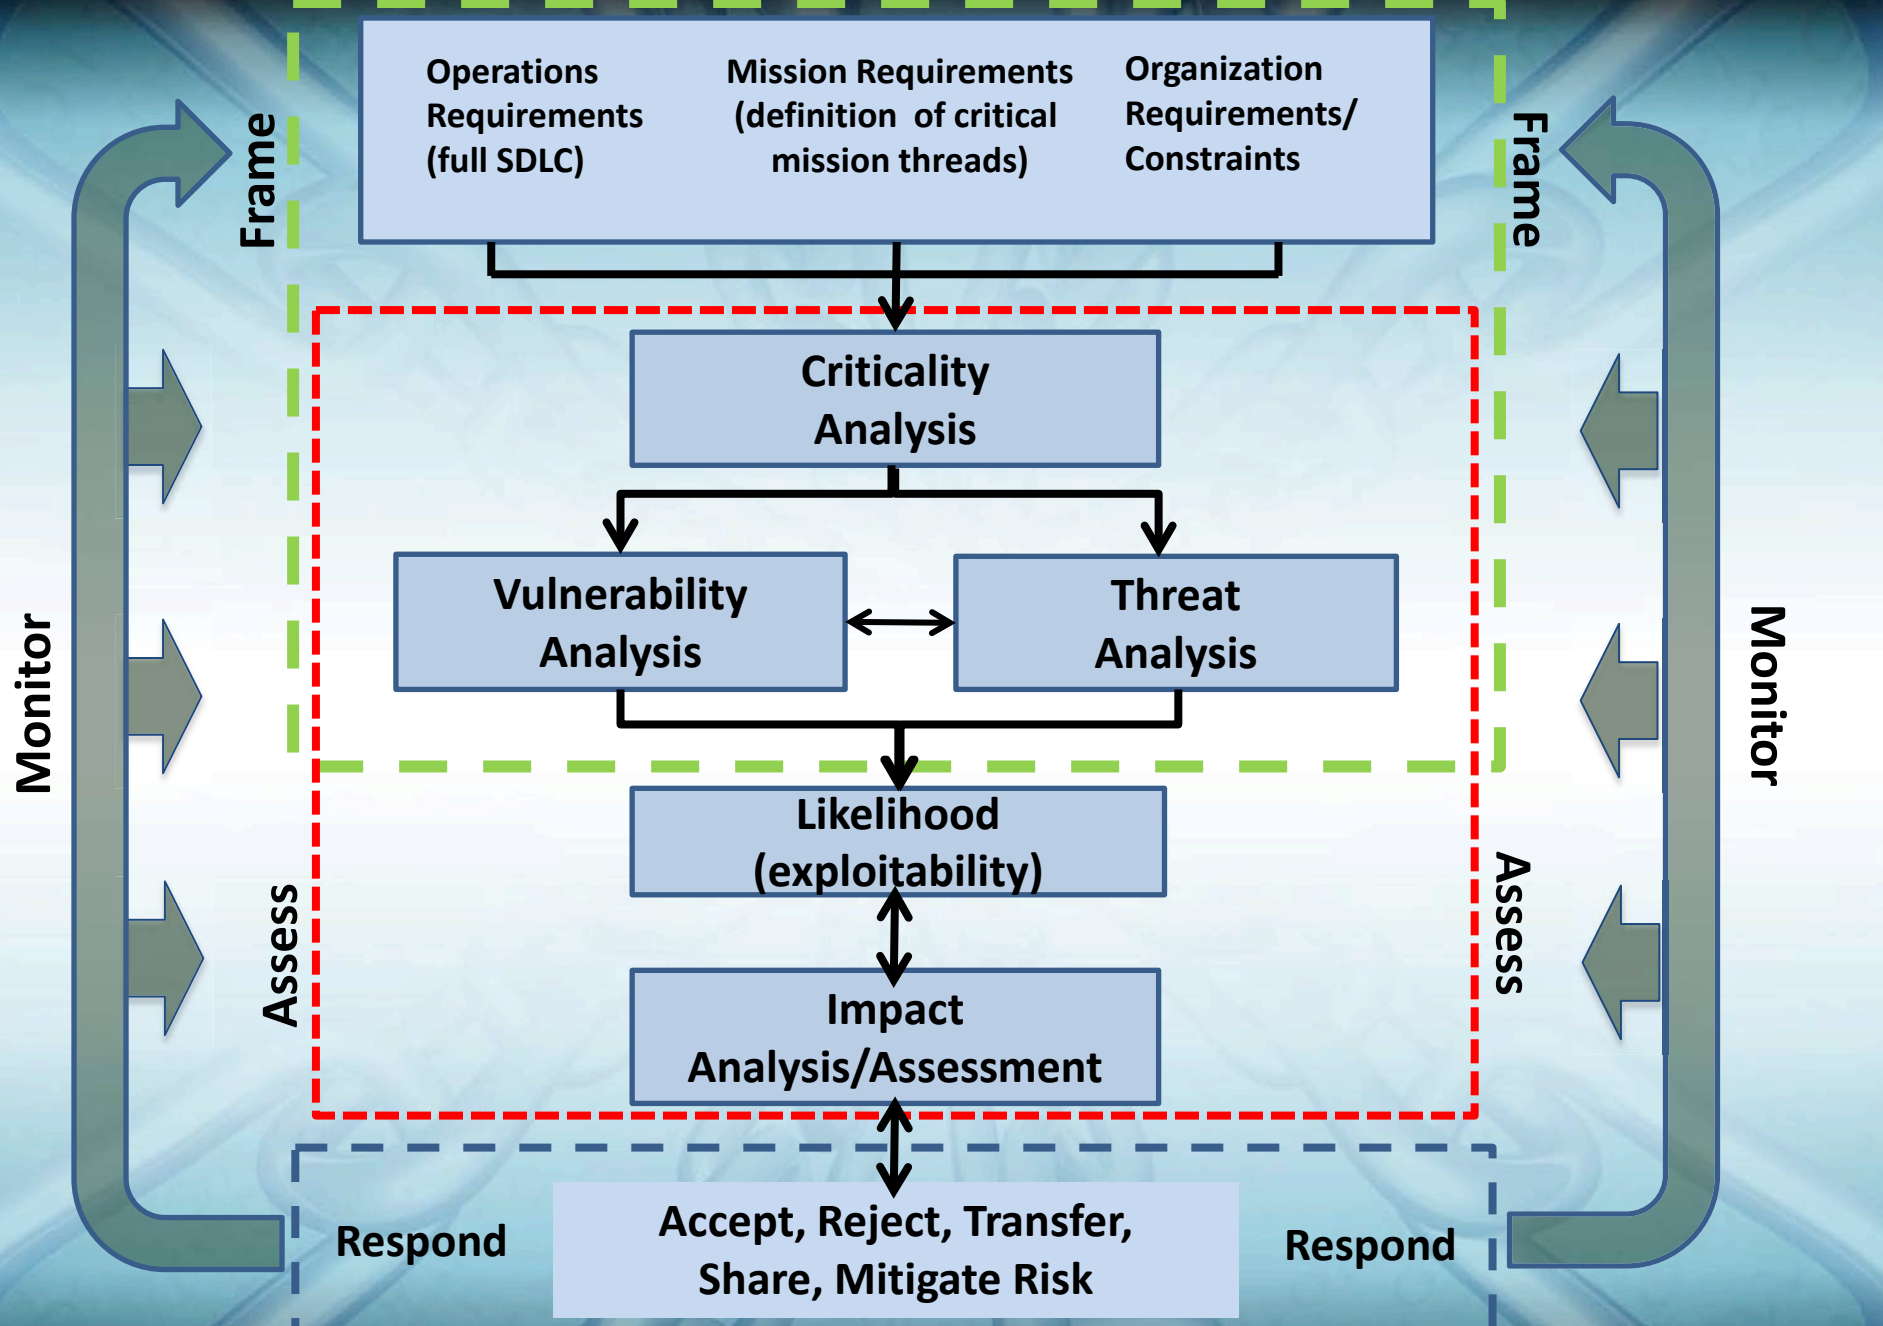 Operations
Requirements
(full SDLC)
Mission Requirements
(definition of critical
mission threads)
Organization
Requirements/
Constraints
Frame
Frame
Criticality
Analysis
Vulnerability
Analysis
Threat
Analysis
Monitor
Monitor
Likelihood
(exploitability)
Assess
Assess
Impact
Analysis/Assessment
Respond
Accept, Reject, Transfer,
Share, Mitigate Risk
Respond